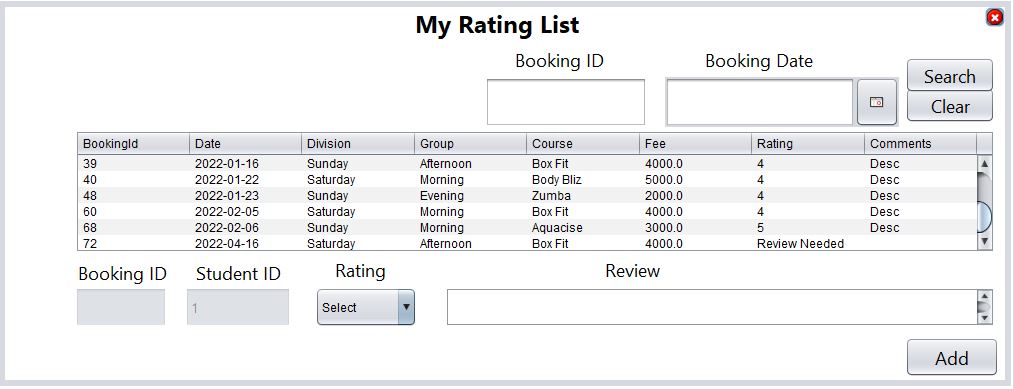 My Rating List
Booking ID Booking Date
Search
Clear
BookingId Date Division Group Course Fee Rating Comments
39 2022-01-16 Sunday Afternoon Box Fit 4000.0 4 Desc
40 2022-01-22 Saturday Morning Body Bliz 5000.0 4 Desc
48 2022-01-23 Sunday Evening Zumba 2000.0 4 Desc
60 2022-02-05 Saturday Morning Box Fit 4000.0 4 Desc
68 2022-02-06 Sunday Morning Aquacise 3000.0 5 Desc
72 2022-04-16 Saturday Afternoon Box Fit 4000.0 Review Needed
Booking ID Student ID Rating Review
1 Select
Add